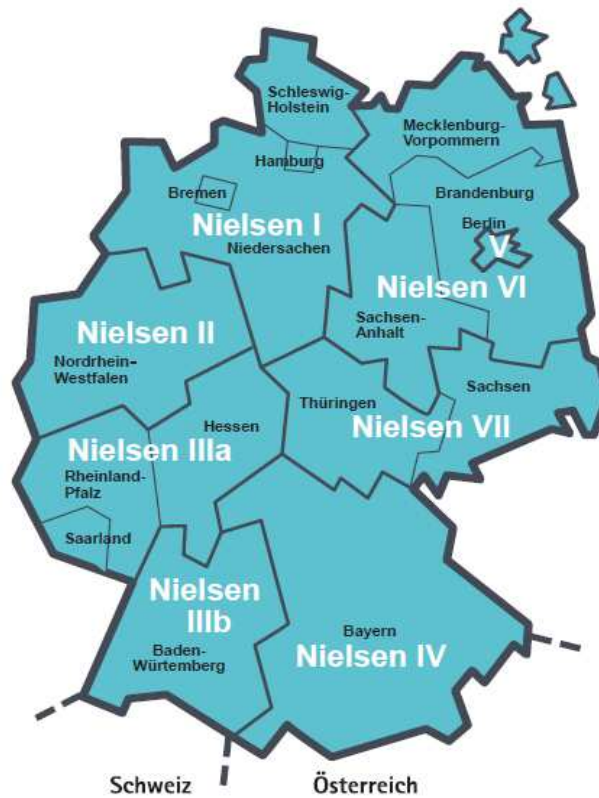 Schleswig-
Holstein
Mecklenburg-
Vorpommern
Hamburg
Bremen
Brandenburg
Nielsen I
Berlin
V
Niedersachen
Nielsen VI
Sachsen-
Anhalt
Nielsen II
Nordrhein-
Westfalen
Sachsen
Thüringen
Hessen
Nielsen VII
Nielsen IIIa
Rheinland-
Pfalz
Saarland
Nielsen
IIIb
Baden-
Würtemberg
Bayern
Nielsen IV
Schweiz
Österreich